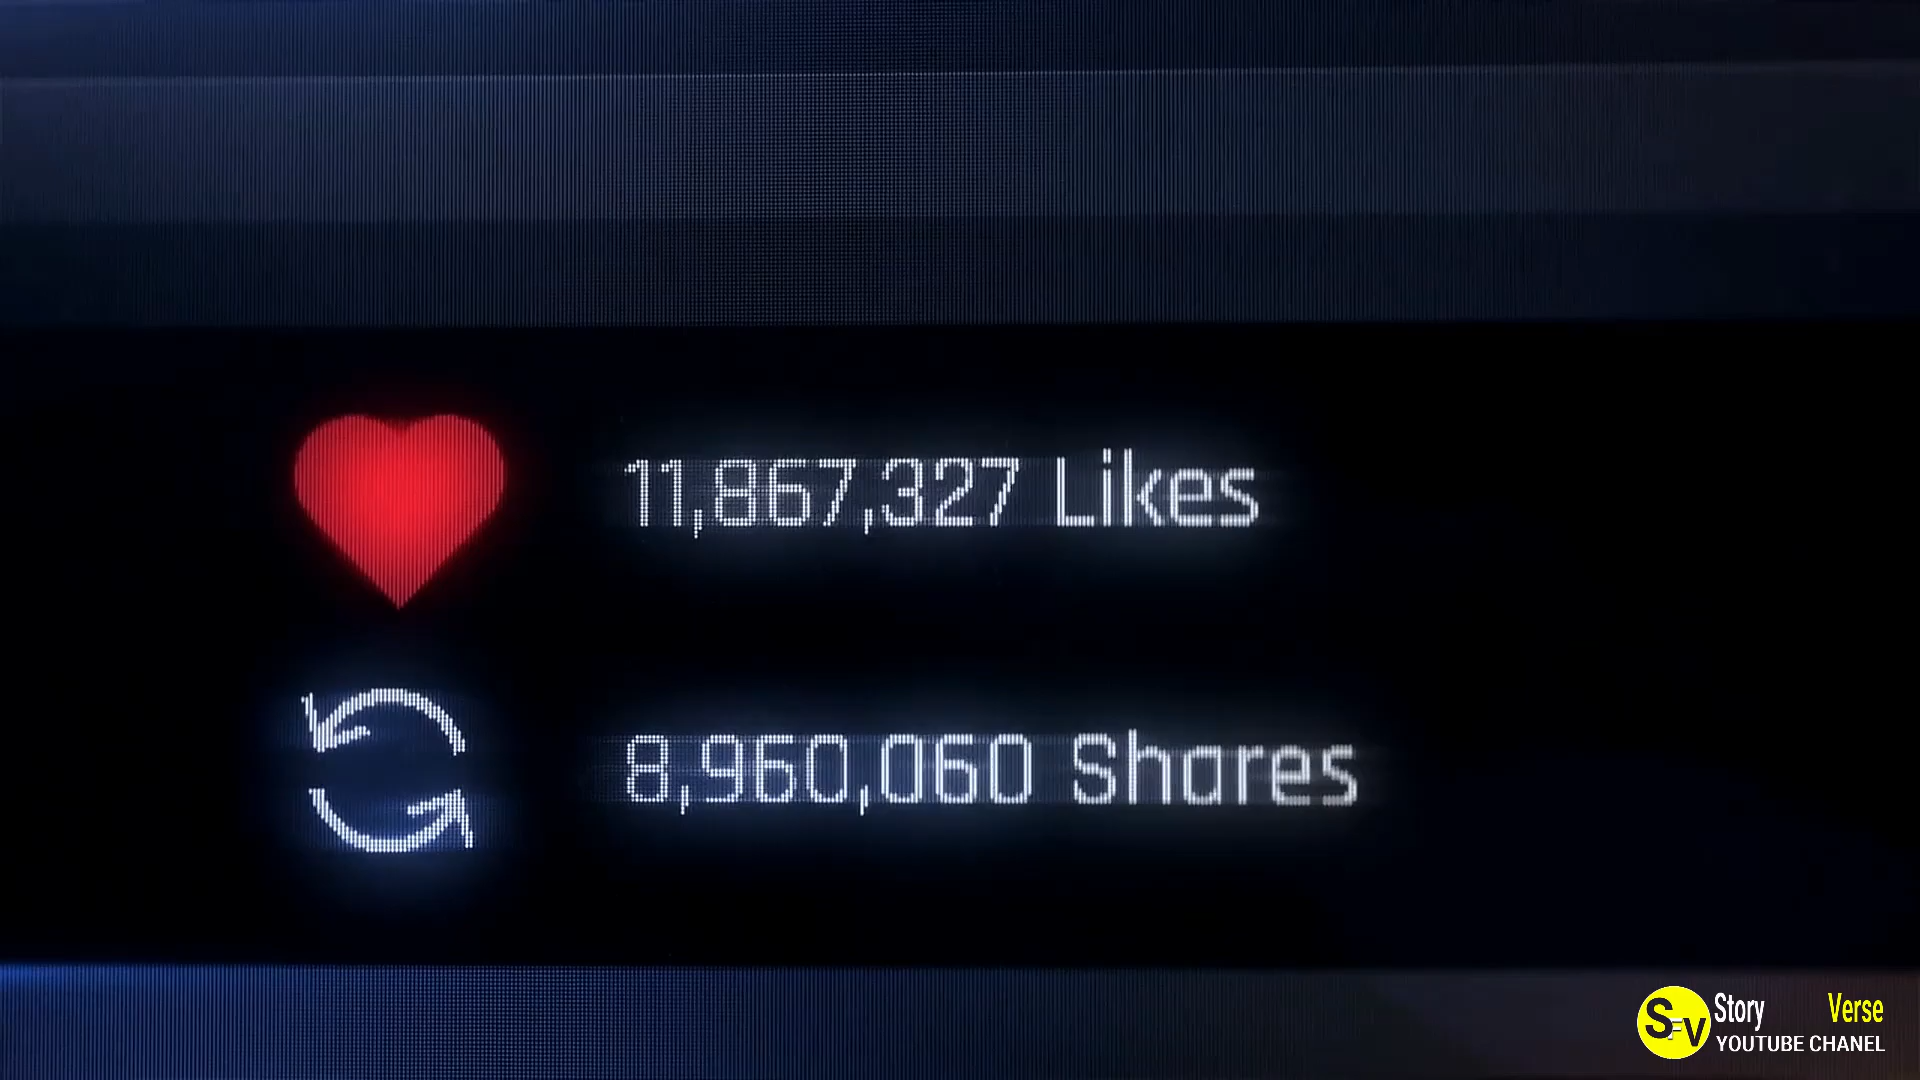 11,867,327 Likes
8,960,060 Shares
SFV
Story Verse
YOUTUBE CHANEL